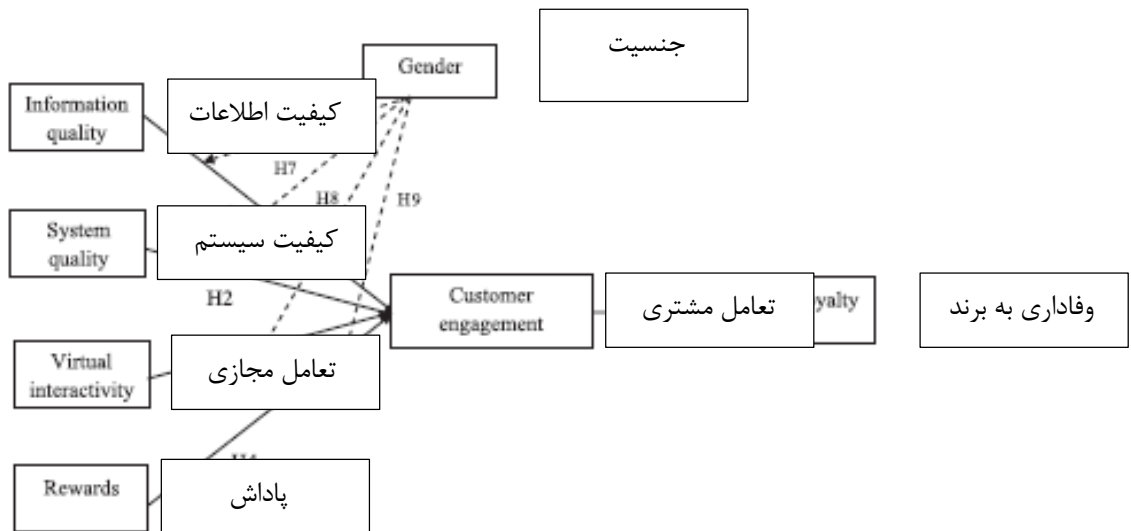 جنسیت
Gender
Information
quality
کیفیت اطلاعات
H7
H8
H9
System
quality
کیفیت سیستم
H2
Customer
engagement
تعامل مشتری
yalty
وفاداری به برند
Virtual
interactivity
تعامل مجازی
Rewards
پاداش